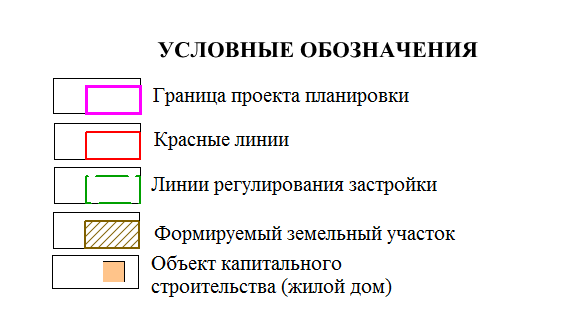 УСЛОВНЫЕ ОБОЗНАЧЕНИЯ
Граница проекта планировки
Красные линии
Линии регулирования застройки
Формируемый земельный участок
Объект капитального
строительства (жилой дом)